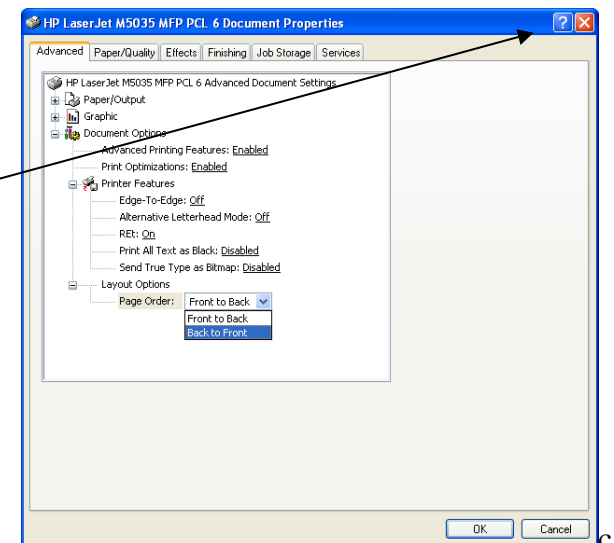 HP LaserJet M5035 MFP PCL 6 Document Properties
Advanced Paper/Quality Effects Finishing Job Storage Services
HP LaserJet M5035 MFP PCL 6 Advanced Document Settings
Paper/Output
Graphic
Document Options
Advanced Printing Features: Enabled
Print Optimizations: Enabled
Printer Features
Edge-To-Edge: Off
Alternative Letterhead Mode: Off
REt: On
Print All Text as Black: Disabled
Send True Type as Bitmap: Disabled
Layout Options
Page Order: Front to Back
Front to Back
Back to Front
OK Cancel